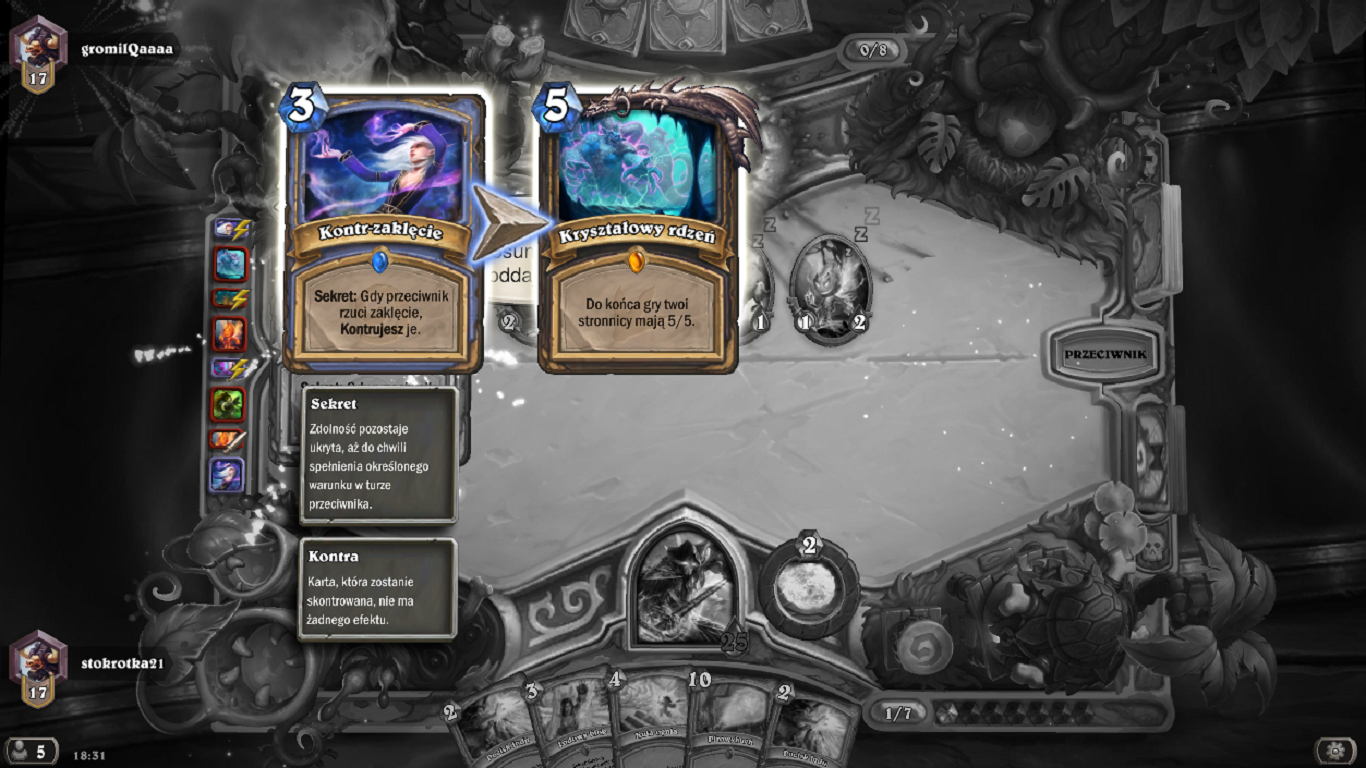 gromilQaaaa
17
0/8
3
5
Kontr-zaklęcie
Kryształowy rdzeń
Sekret: Gdy przeciwnik
rzuci zaklęcie,
Kontrujesz je.
Do końca gry twoi
stronnicy mają 5/5.
z
z
z
z
2
1
1
2
PRZECIWNIK
Sekret
Zdolność pozostaje
ukryta, aż do chwili
spełnienia określonego
warunku w turze
przeciwnika.
Kontra
Karta, która zostanie
skontrowana, nie ma
żadnego efektu.
2
25
stokrotka21
17
2
3
4
10
2
1/7
5
18:31